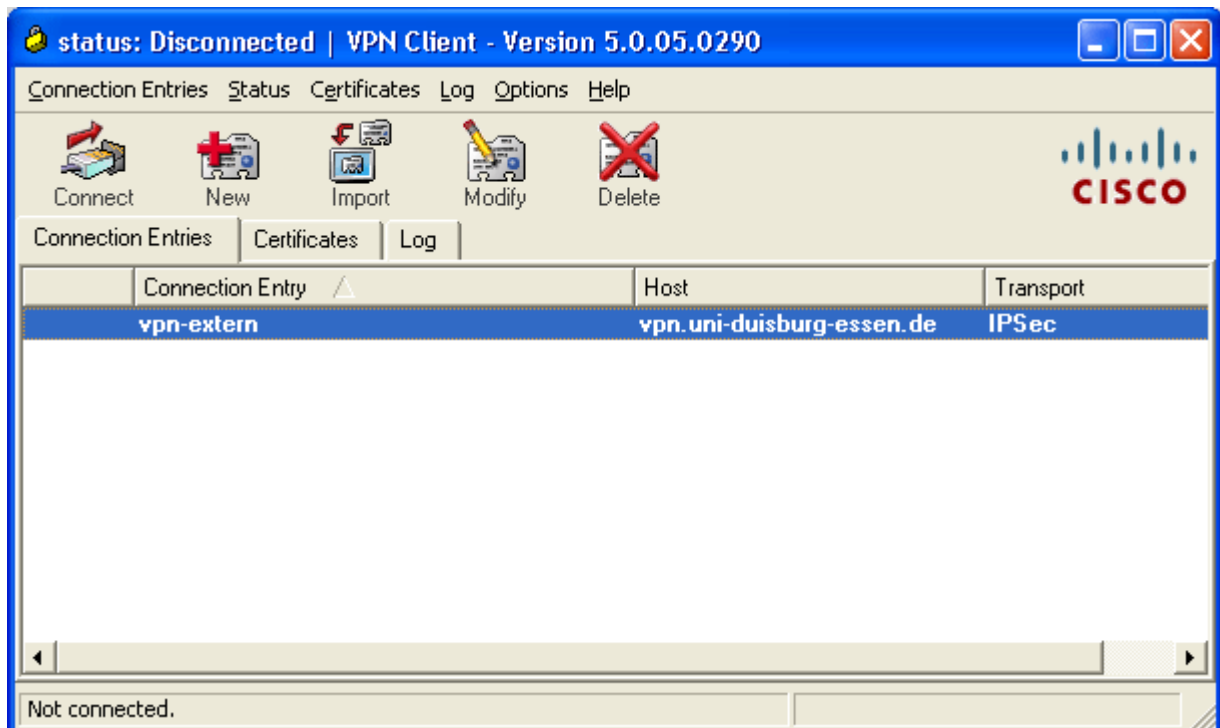 status: Disconnected | VPN Client - Version 5.0.05.0290
Connection Entries Status Certificates Log Options Help
Connect New Import Modify Delete
CISCO
Connection Entries Certificates Log
Connection Entry Host Transport
vpn-extern vpn.uni-duisburg-essen.de IPSec
Not connected.